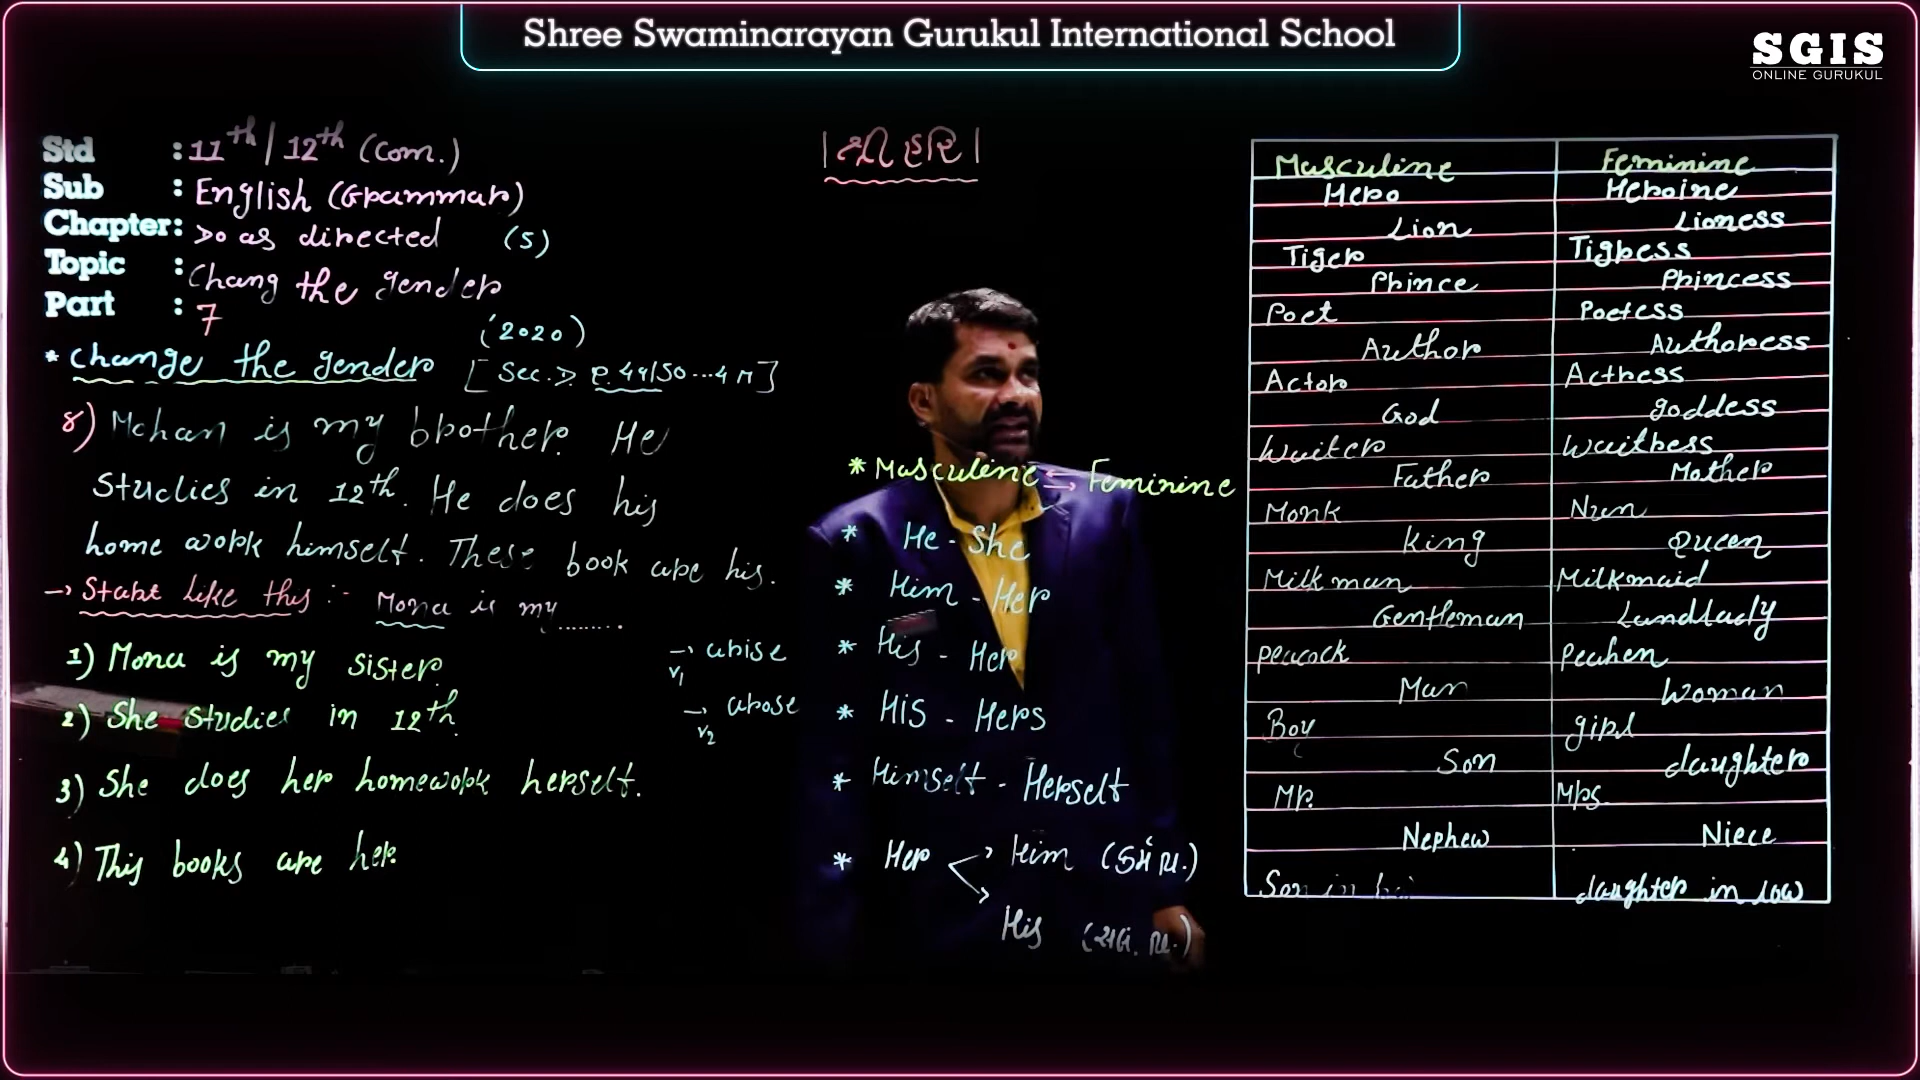 Shree Swaminarayan Gurukul International School
SGIS
ONLINE GURUKUL
Std : 11th / 12th (Com.)
Sub : English (Grammar)
Chapter: Do as directed (5)
Topic : Chang the gender
Part : 7
। શ્રી હરિ ।
(2020)
* Change the gender [Sec. D P. 49/50...4 M]
8) Mohan is my brother. He
Studies in 12th. He does his
home work himself. These book are his.
→ Start like this :- Mona is my........
1) Mona is my sister.
2) She studies in 12th.
3) She does her homework herself.
4) This books are her
→ arise
V1
→ arose
V2
* Masculine ⇆ Feminine
* He - She
* Him - Her
* His - Her
* HIS - Hers
* Himself - Herself
* Her → Him (કર્મ વિ.)
→ His (સબં. વિ.)
Masculine Feminine
Hero Heroine
Lion Lioness
Tiger Tigress
Prince Princess
Poet Poetess
Author Authoress
Actor Actress
God goddess
Waiter Waitress
Father Mother
Monk Nun
King Queen
Milkman Milkmaid
Gentleman Landlady
Peacock Peahen
Man Woman
Boy girl
Son daughter
Mr. Mrs.
Nephew Niece
Son in daughter in low